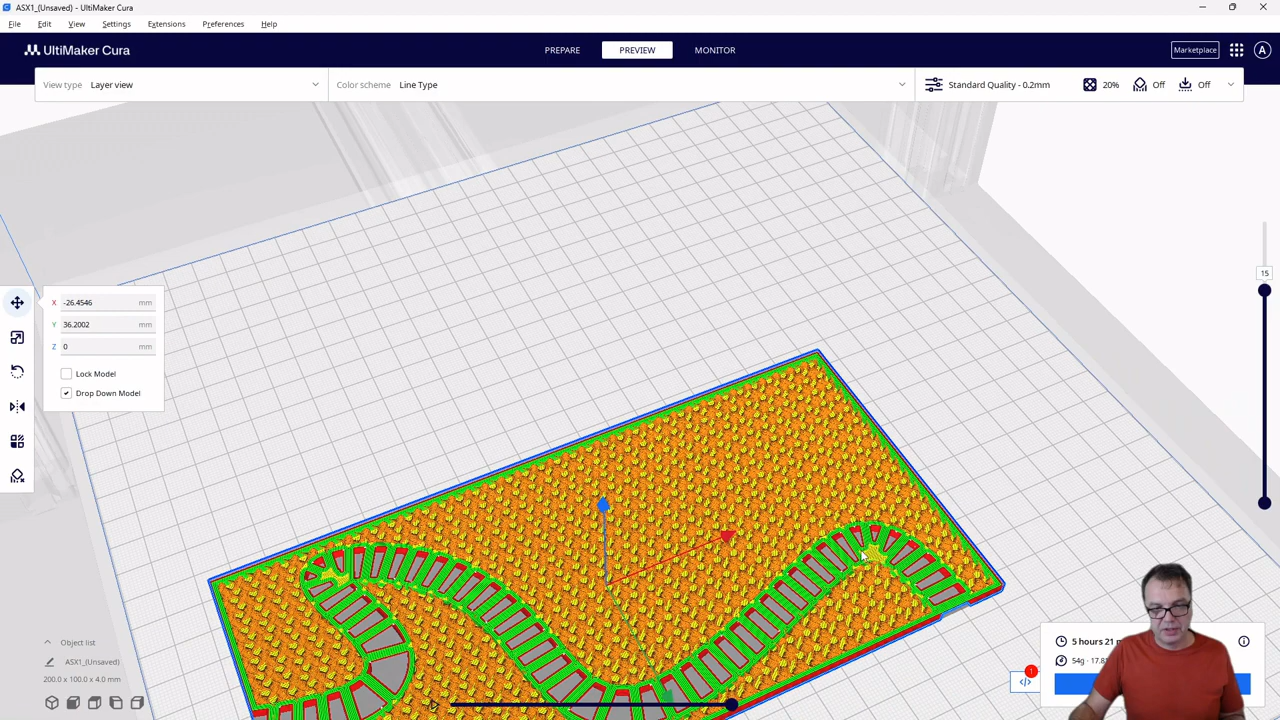 ASX1_(Unsaved) - UltiMaker Cura
File Edit View Settings Extensions Preferences Help
UltiMaker Cura
PREPARE PREVIEW MONITOR
Marketplace
A
View type Layer view
Color scheme Line Type
Standard Quality - 0.2mm 20% Off Off
15
X -26.4546 mm
Y 36.2002 mm
Z 0 mm
Lock Model
Drop Down Model
Object list
ASX1_(Unsaved)
200.0 x 100.0 x 4.0 mm
5 hours 21
54g · 17.8
1